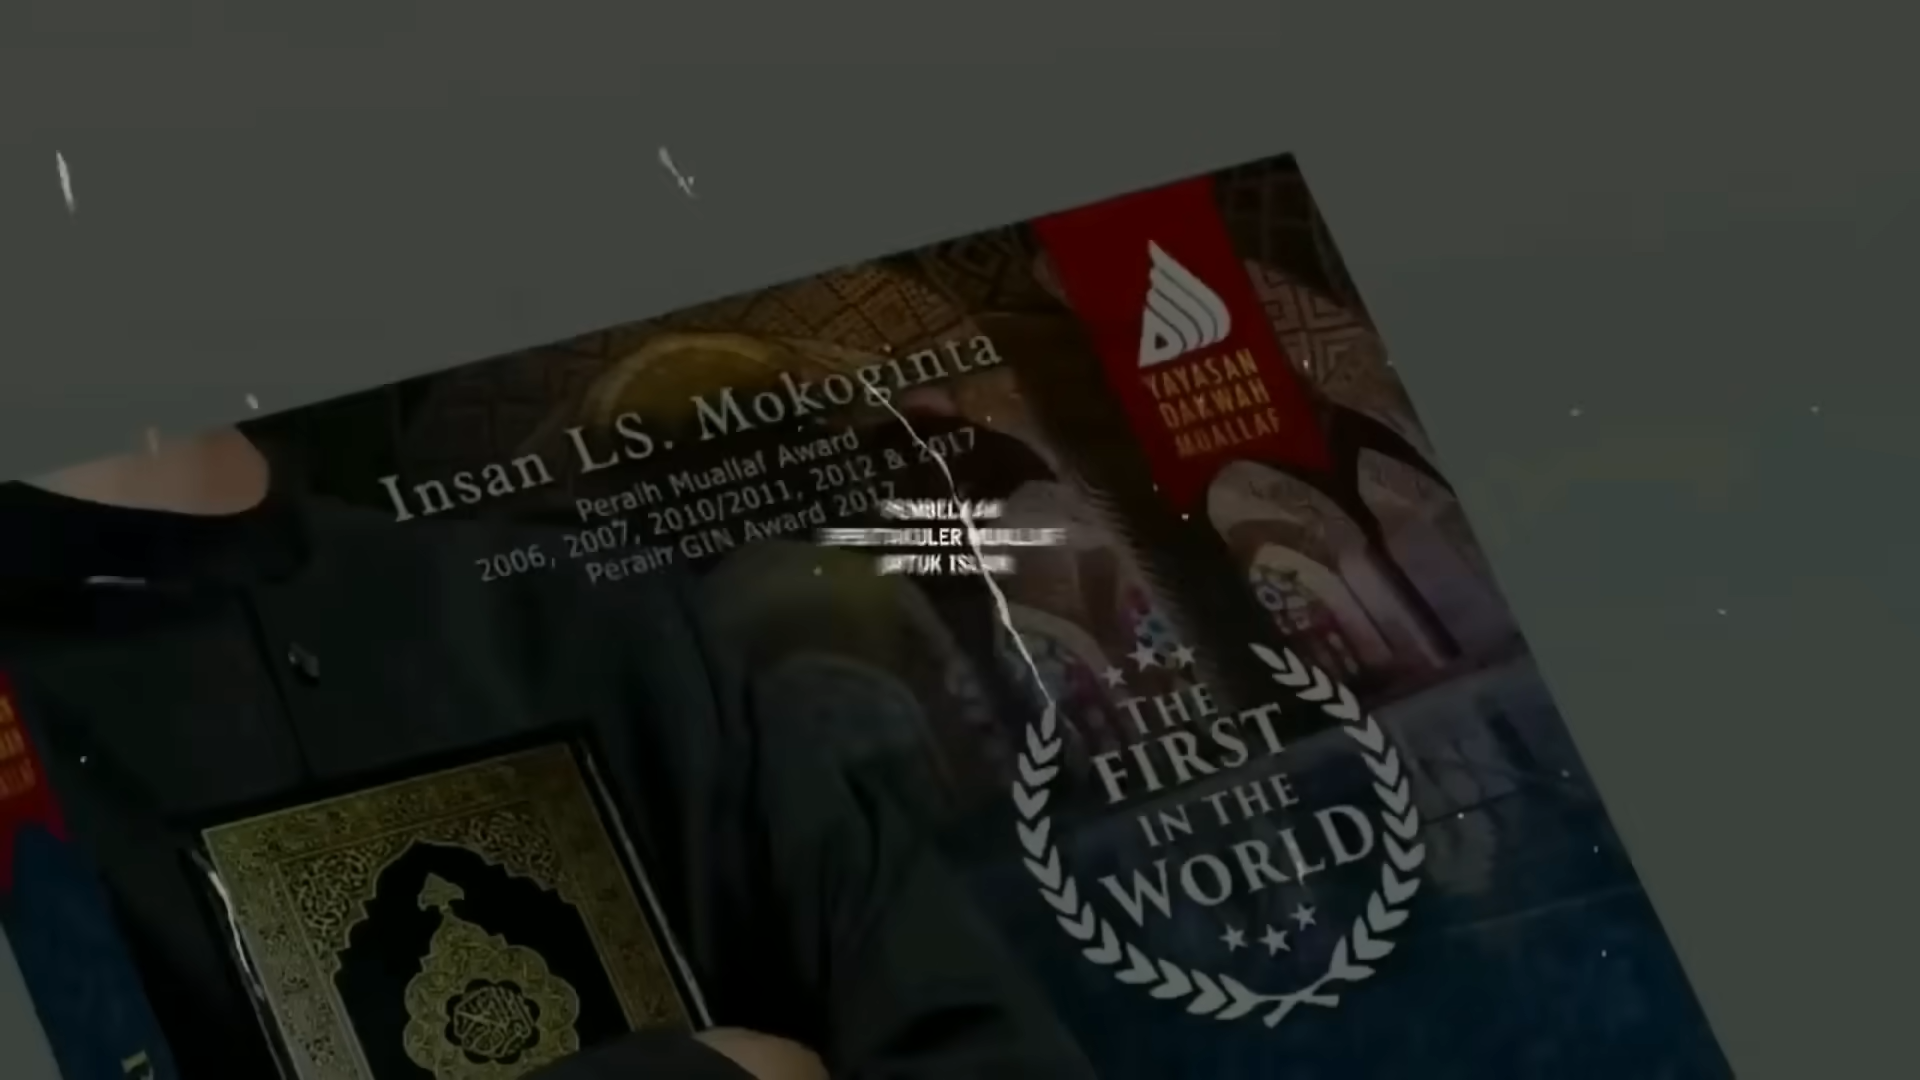 Insan LS. Mokoginta
Peraih Muallaf Award
2006, 2007, 2010/2011, 2012 & 2017
Peraih GIN Award 2017
YAYASAN
DAKWAH
MUALLAF
UNTUK
THE
FIRST
IN THE
WORLD